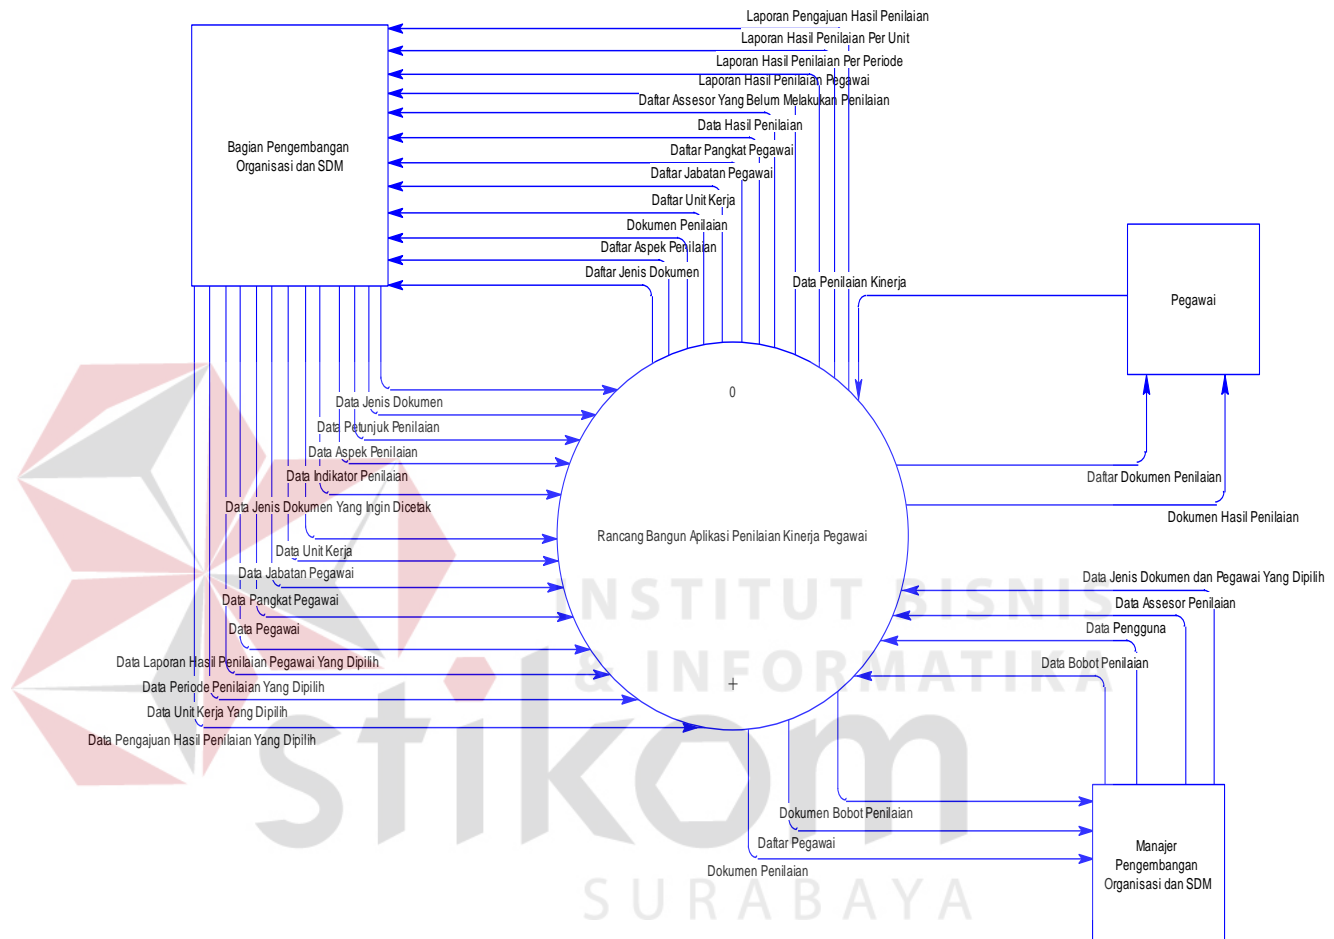 Laporan Pengajuan Hasil Penilaian
Laporan Hasil Penilaian Per Unit
Laporan Hasil Penilaian Per Periode
Laporan Hasil Penilaian Pegawai
Daftar Assesor Yang Belum Melakukan Penilaian
Data Hasil Penilaian
Daftar Pangkat Pegawai
Daftar Jabatan Pegawai
Daftar Unit Kerja
Dokumen Penilaian
Daftar Aspek Penilaian
Daftar Jenis Dokumen
Bagian Pengembangan
Organisasi dan SDM
Data Penilaian Kinerja
Pegawai
0
Data Jenis Dokumen
Data Petunjuk Penilaian
Data Aspek Penilaian
Data Indikator Penilaian
Data Jenis Dokumen Yang Ingin Dicetak
Data Unit Kerja
Data Jabatan Pegawai
Data Pangkat Pegawai
Data Pegawai
Data Laporan Hasil Penilaian Pegawai Yang Dipilih
Data Periode Penilaian Yang Dipilih
Data Unit Kerja Yang Dipilih
Data Pengajuan Hasil Penilaian Yang Dipilih
Rancang Bangun Aplikasi Penilaian Kinerja Pegawai
+
Daftar Dokumen Penilaian
Dokumen Hasil Penilaian
Data Jenis Dokumen dan Pegawai Yang Dipilih
Data Assesor Penilaian
Data Pengguna
Data Bobot Penilaian
Dokumen Bobot Penilaian
Daftar Pegawai
Dokumen Penilaian
Manajer
Pengembangan
Organisasi dan SDM
INSTITUT BISNIS
& INFORMATIKA
stikom
SURABAYA